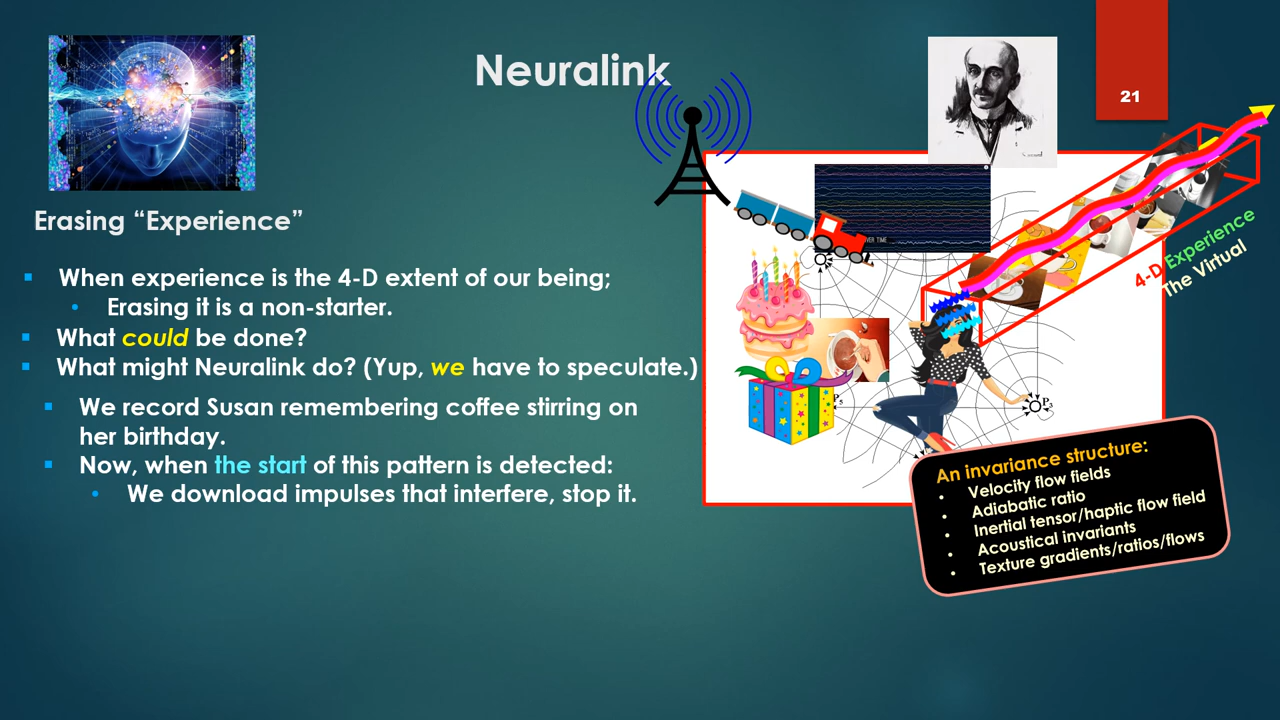 Neuralink
21
Erasing “Experience”
When experience is the 4-D extent of our being;
Erasing it is a non-starter.
What could be done?
What might Neuralink do? (Yup, we have to speculate.)
We record Susan remembering coffee stirring on
her birthday.
Now, when the start of this pattern is detected:
We download impulses that interfere, stop it.
OVER TIME
4-D Experience
The Virtual
P5
P3
An invariance structure:
Velocity flow fields
Adiabatic ratio
Inertial tensor/haptic flow field
Acoustical invariants
Texture gradients/ratios/flows